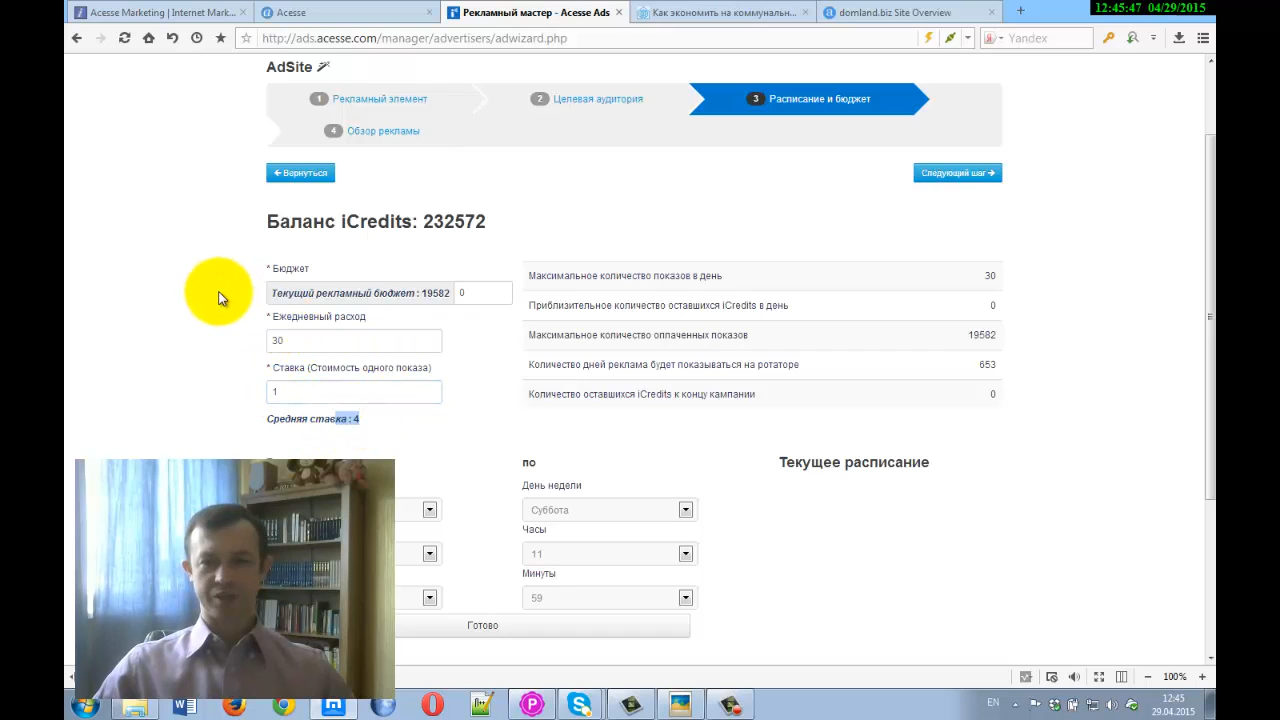 Acesse Marketing | Internet Mark... ×
Acesse ×
Рекламный мастер - Acesse Ads ×
Как экономить на коммунальн... ×
domland.biz Site Overview ×
12:45:47 04/29/2015
http://ads.acesse.com/manager/advertisers/adwizard.php
Yandex
AdSite
1 Рекламный элемент
2 Целевая аудитория
3 Расписание и бюджет
4 Обзор рекламы
Вернуться
Следующий шаг
Баланс iCredits: 232572
* Бюджет
Текущий рекламный бюджет : 19582 0
* Ежедневный расход
30
* Ставка (Стоимость одного показа)
1
Средняя ставка : 4
Максимальное количество показов в день 30
Приблизительное количество оставшихся iCredits в день 0
Максимальное количество оплаченных показов 19582
Количество дней реклама будет показываться на ротаторе 653
Количество оставшихся iCredits к концу кампании 0
по
Текущее расписание
День недели
Суббота
Часы
11
Минуты
59
Готово
100%
EN
12:45
29.04.2015